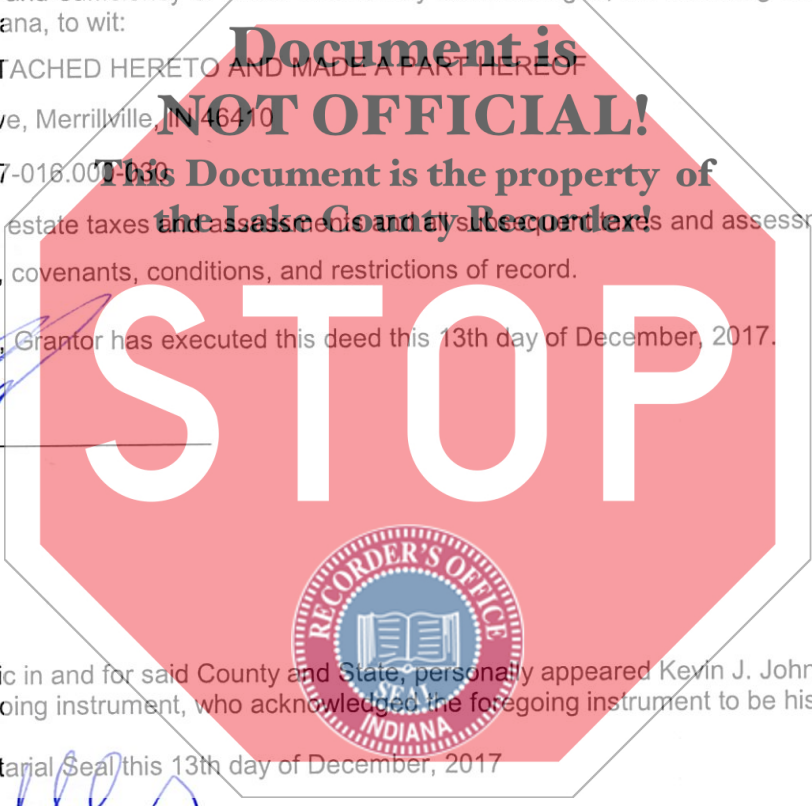 ana, to wit:
Document is
TACHED HERETO AND MADE A PART HEREOF
NOT OFFICIAL!
ve, Merrillville, IN 46410
This Document is the property of
7-016.000-030
the Lake County Recorder!
estate taxes and assessments and all subsequent taxes and assessm
, covenants, conditions, and restrictions of record.
, Grantor has executed this deed this 13th day of December, 2017.
STOP
RECORDER'S OFFICE
SEAL
INDIANA
ic in and for said County and State, personally appeared Kevin J. John
oing instrument, who acknowledged the foregoing instrument to be his
tarial Seal this 13th day of December, 2017